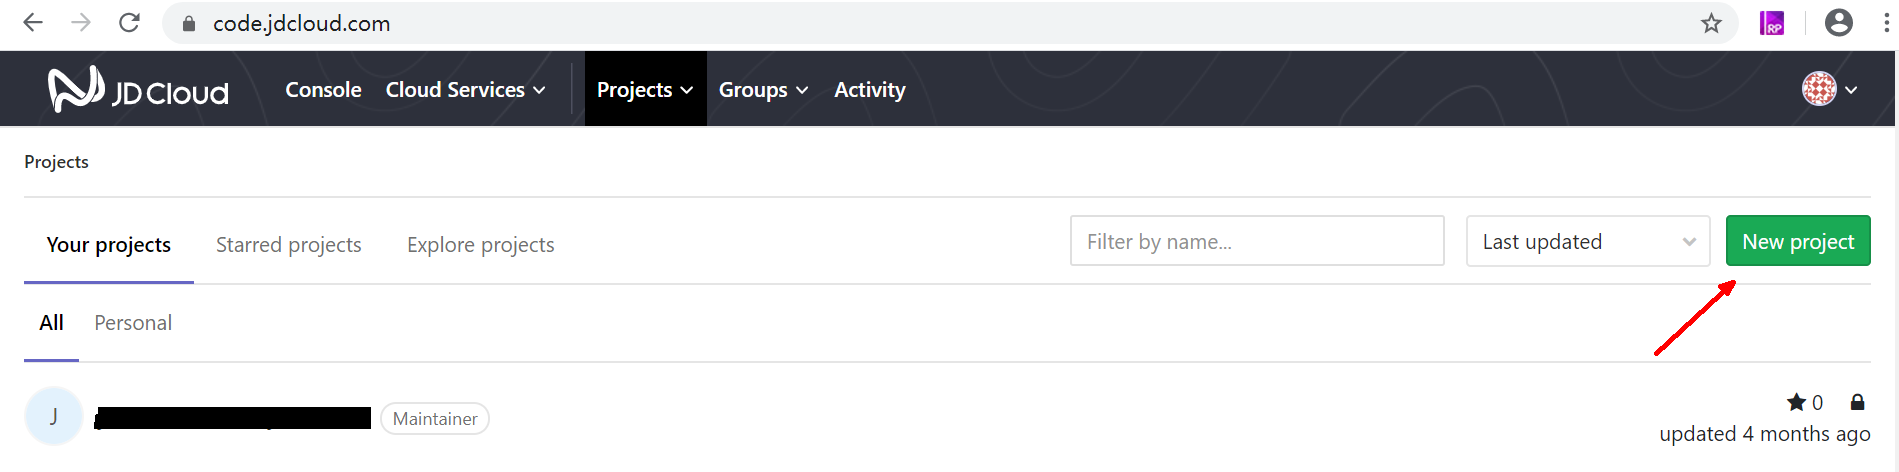 code.jdcloud.com
RP
JD Cloud Console Cloud Services Projects Groups Activity
Projects
Your projects Starred projects Explore projects Filter by name... Last updated New project
All Personal
J Maintainer 0
updated 4 months ago